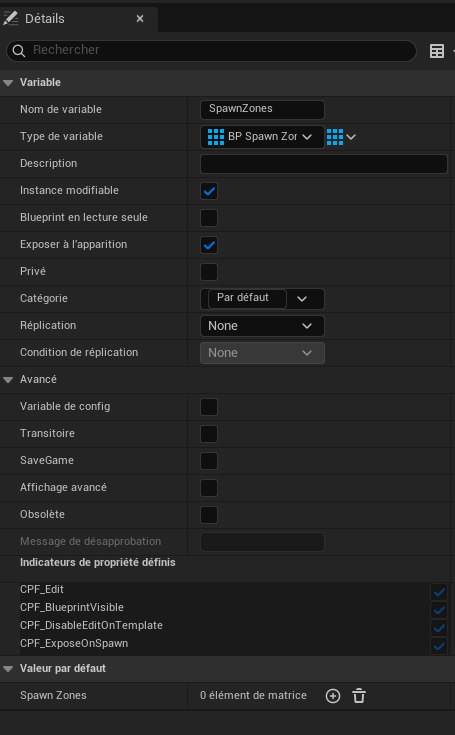 Détails
Rechercher
Variable
Nom de variable SpawnZones
Type de variable BP Spawn Zor
Description
Instance modifiable
Blueprint en lecture seule
Exposer à l'apparition
Privé
Catégorie Par défaut
Réplication None
Condition de réplication None
Avancé
Variable de config
Transitoire
SaveGame
Affichage avancé
Obsolète
Message de désapprobation
Indicateurs de propriété définis
CPF_Edit
CPF_BlueprintVisible
CPF_DisableEditOnTemplate
CPF_ExposeOnSpawn
Valeur par défaut
Spawn Zones 0 élément de matrice